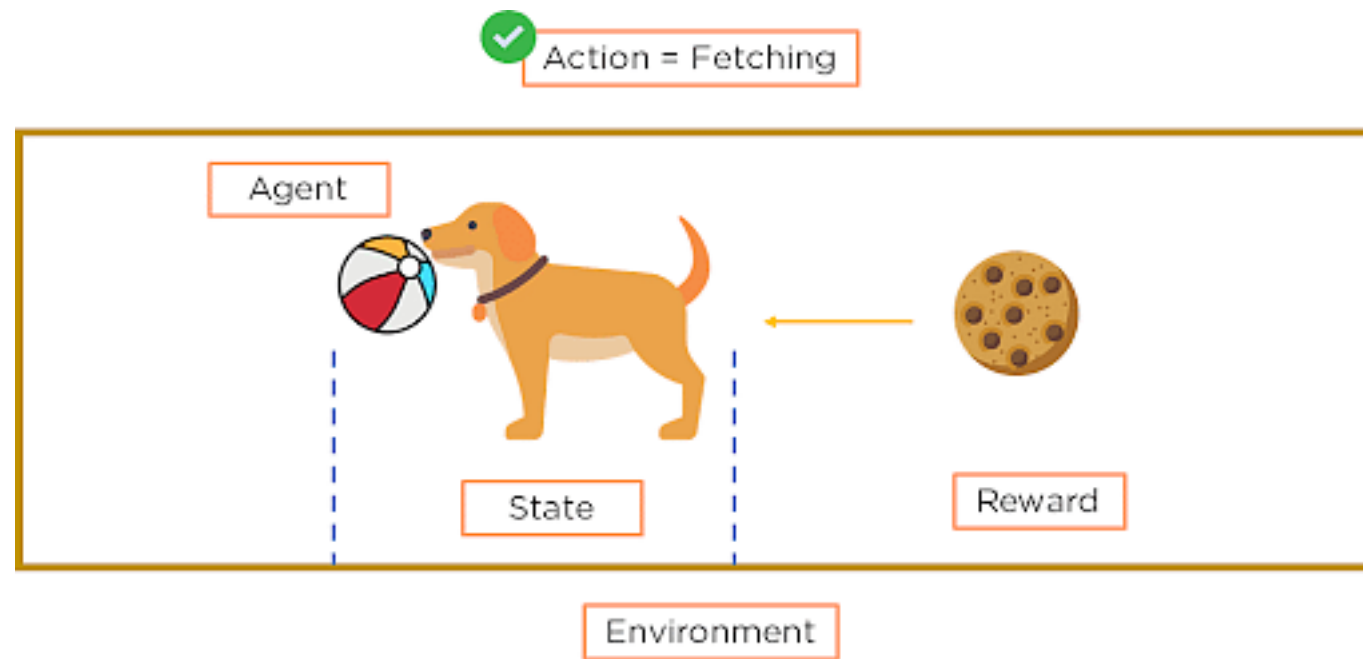 Action = Fetching
Agent
State
Reward
Environment